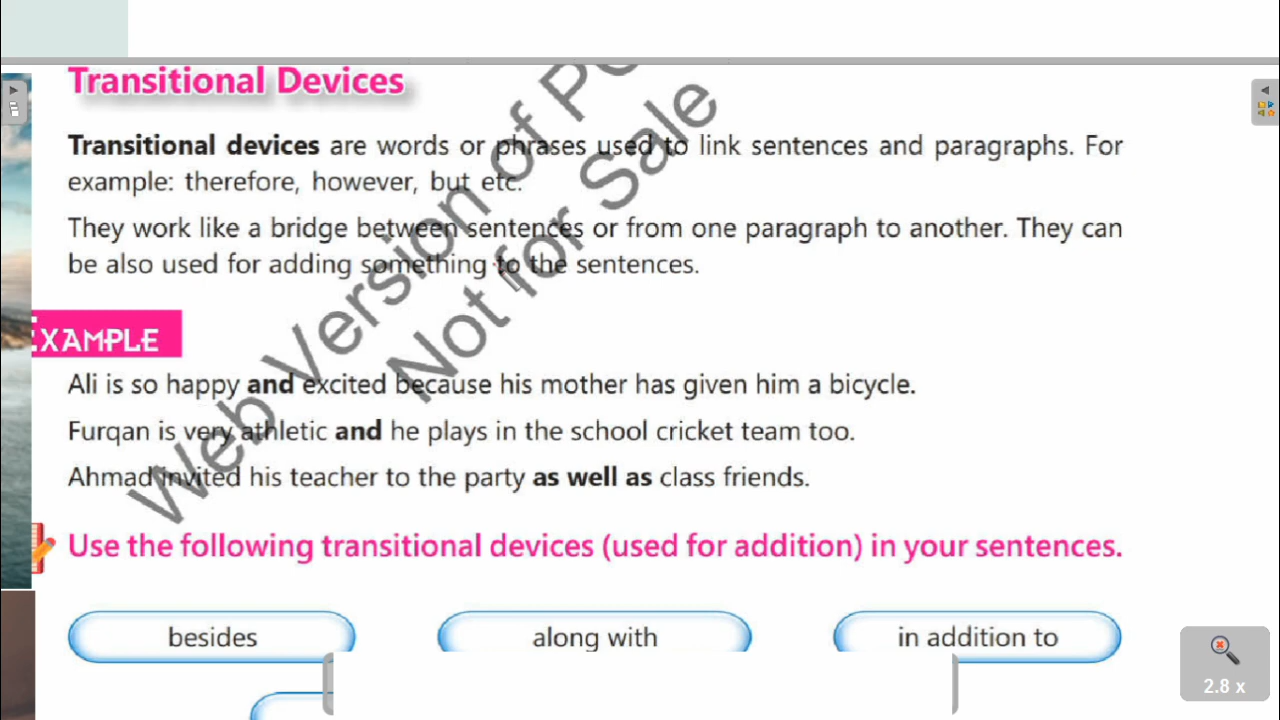 Transitional Devices
Transitional devices are words or phrases used to link sentences and paragraphs. For
example: therefore, however, but etc.
They work like a bridge between sentences or from one paragraph to another. They can
be also used for adding something to the sentences.
EXAMPLE
Ali is so happy and excited because his mother has given him a bicycle.
Furqan is very athletic and he plays in the school cricket team too.
Ahmad invited his teacher to the party as well as class friends.
Use the following transitional devices (used for addition) in your sentences.
besides along with in addition to
2.8 x
Web Version of
Not for Sale